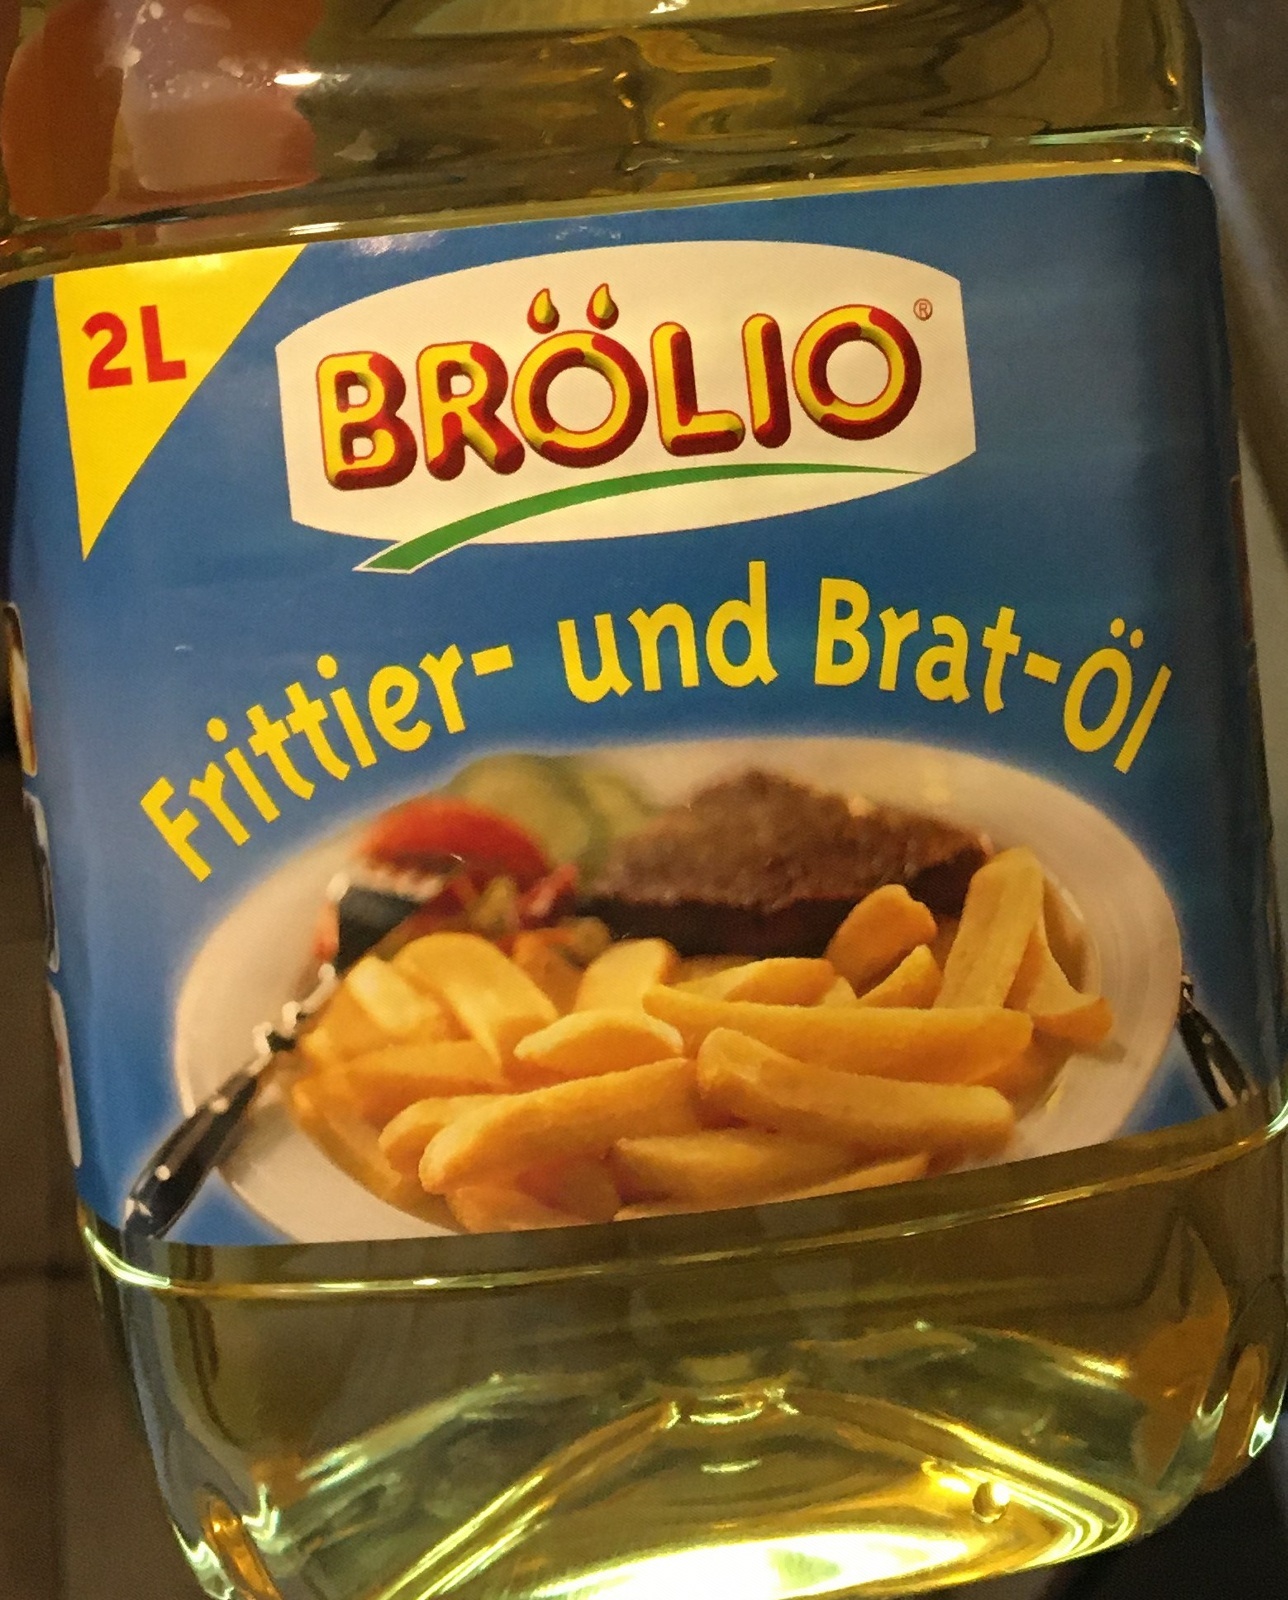 2L
BRÖLIO®
Frittier- und Brat-Öl